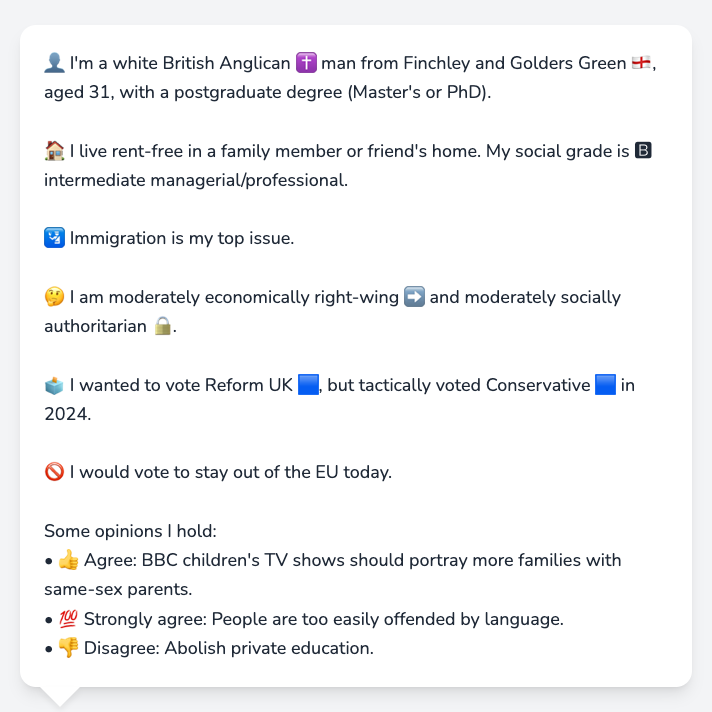 👤 I'm a white British Anglican ✝️ man from Finchley and Golders Green 🏴󠁧󠁢󠁥󠁮󠁧󠁿,
aged 31, with a postgraduate degree (Master's or PhD).
🏠 I live rent-free in a family member or friend's home. My social grade is 🅱
intermediate managerial/professional.
🛂 Immigration is my top issue.
🤔 I am moderately economically right-wing ➡️ and moderately socially
authoritarian 🔒.
🗳️ I wanted to vote Reform UK 🟦, but tactically voted Conservative 🟦 in
2024.
🚫 I would vote to stay out of the EU today.
Some opinions I hold:
• 👍 Agree: BBC children's TV shows should portray more families with
same-sex parents.
• 💯 Strongly agree: People are too easily offended by language.
• 👎 Disagree: Abolish private education.